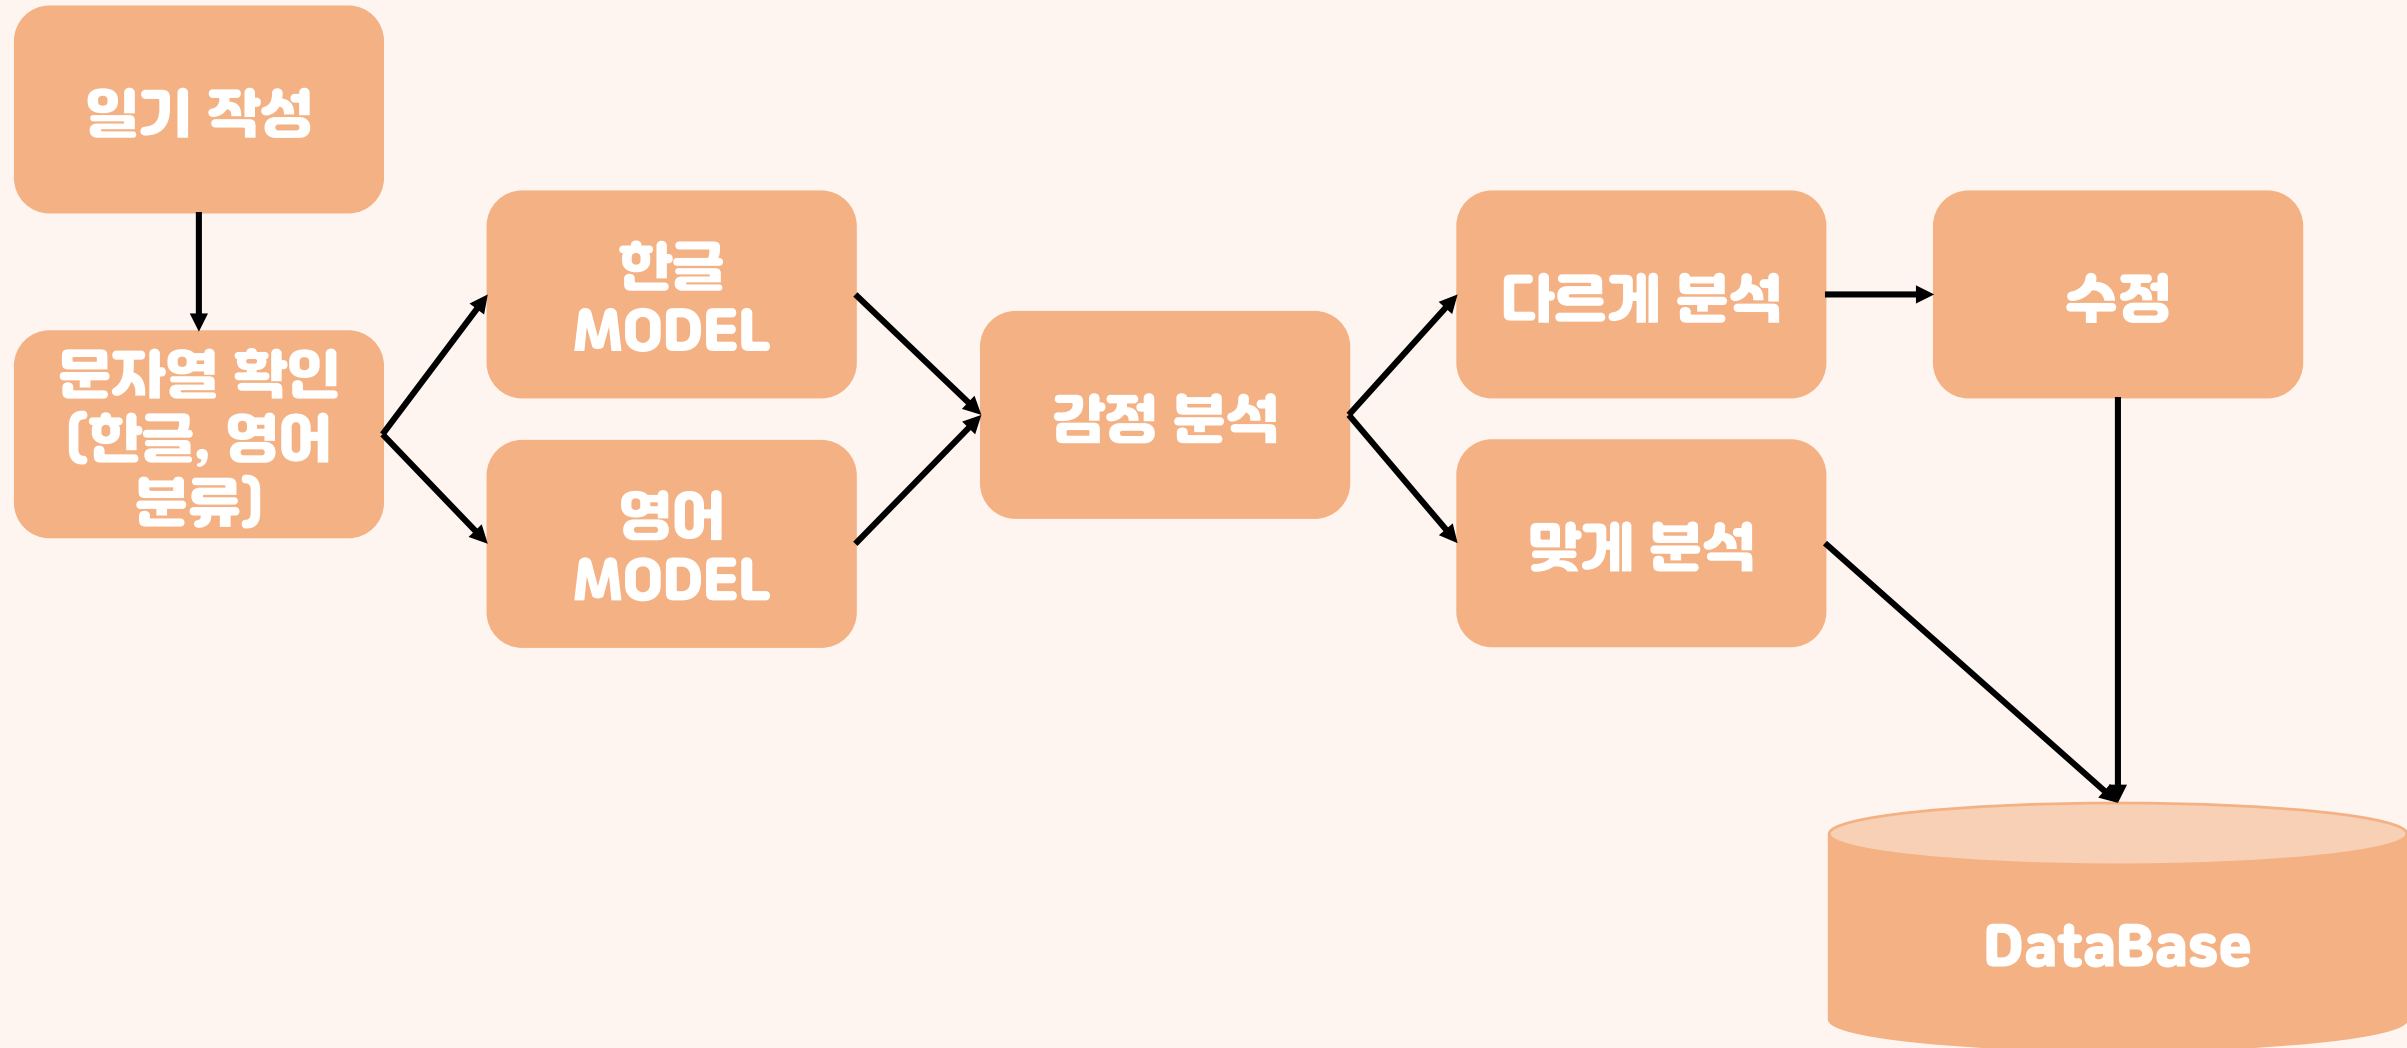 일기 작성
문자열 확인
(한글, 영어
분류)
한글
MODEL
영어
MODEL
감정 분석
다르게 분석
맞게 분석
수정
DataBase